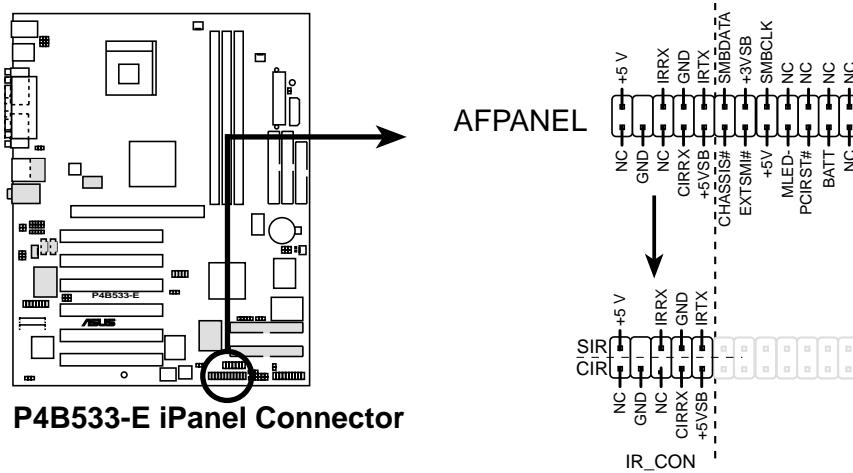 P4B533-E
ASUS
P4B533-E iPanel Connector
AFPANEL
+5 V
IRRX
GND
IRTX
SMBDATA
+3VSB
SMBCLK
NC
NC
NC
NC
NC
GND
NC
CIRRX
+5VSB
CHASSIS#
EXTSMI#
+5V
MLED-
PCIRST#
BATT
NC
+5 V
IRRX
GND
IRTX
SIR
CIR
NC
GND
NC
CIRRX
+5VSB
IR_CON